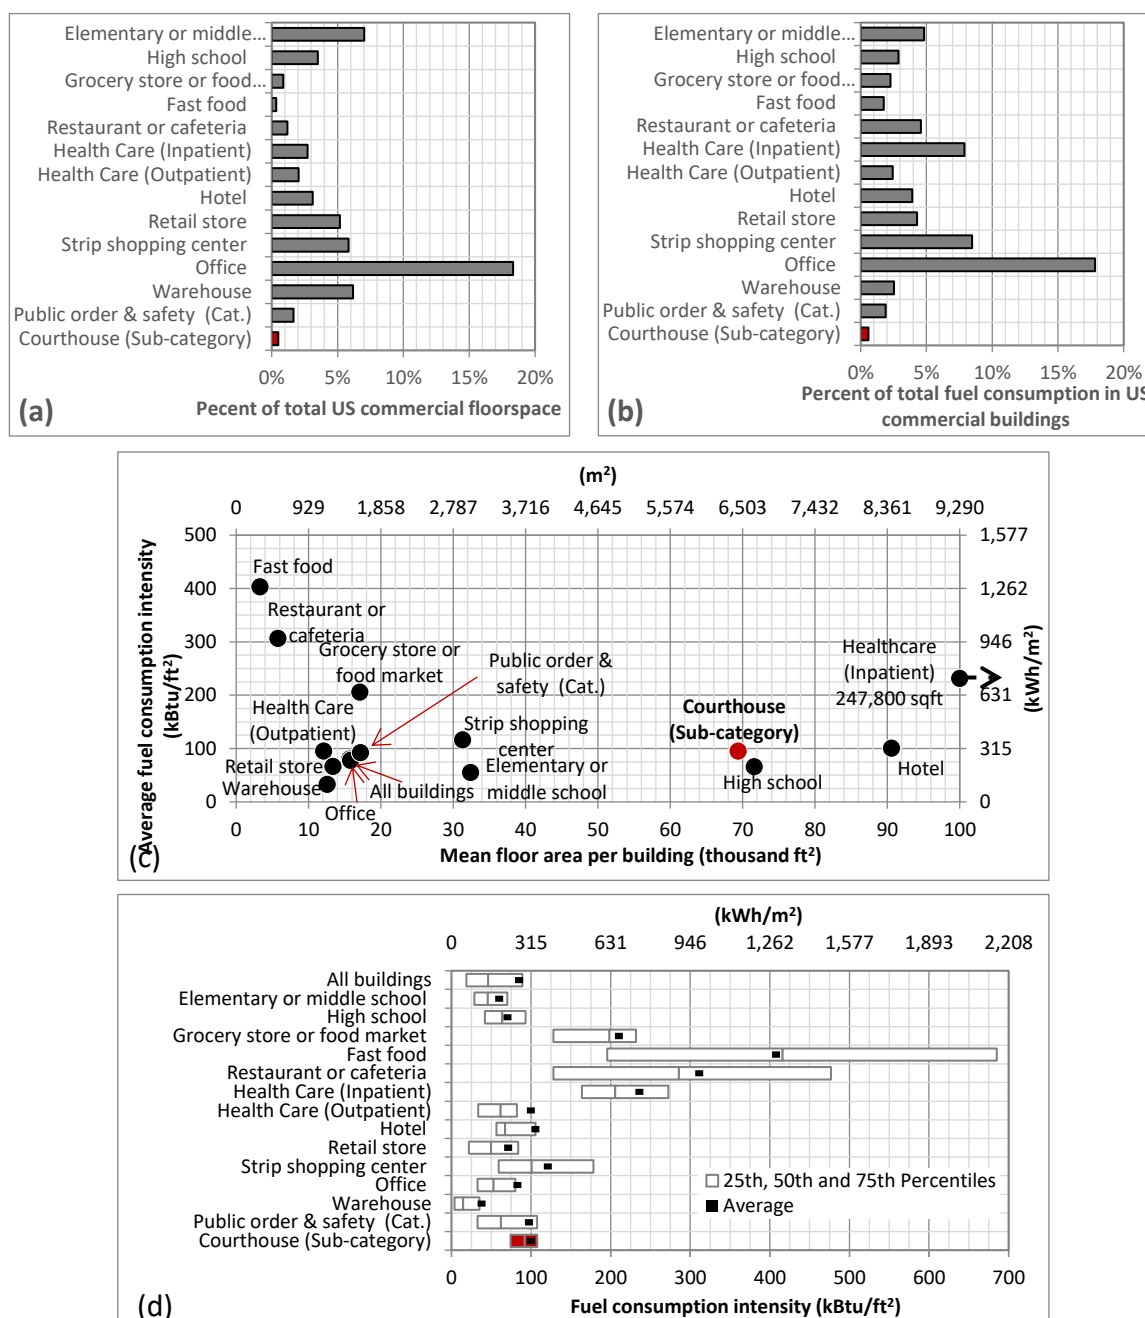 Elementary or middle...
High school
Grocery store or food...
Fast food
Restaurant or cafeteria
Health Care (Inpatient)
Health Care (Outpatient)
Hotel
Retail store
Strip shopping center
Office
Warehouse
Public order & safety (Cat.)
Courthouse (Sub-category)
0% 5% 10% 15% 20%
(a) Pecent of total US commercial floorspace
Elementary or middle...
High school
Grocery store or food...
Fast food
Restaurant or cafeteria
Health Care (Inpatient)
Health Care (Outpatient)
Hotel
Retail store
Strip shopping center
Office
Warehouse
Public order & safety (Cat.)
Courthouse (Sub-category)
0% 5% 10% 15% 20%
Percent of total fuel consumption in US
(b) commercial buildings
(m²)
0 929 1,858 2,787 3,716 4,645 5,574 6,503 7,432 8,361 9,290
Average fuel consumption intensity
(kBtu/ft²)
500
400
300
200
100
0
1,577
1,262
946
631
315
0
(kWh/m²)
Fast food
Restaurant or
cafeteria
Grocery store or
food market
Public order &
safety (Cat.)
Health Care
(Outpatient)
Retail store
Warehouse
Office
All buildings
Strip shopping
center
Elementary or
middle school
Courthouse
(Sub-category)
High school
Healthcare
(Inpatient)
247,800 sqft
Hotel
0 10 20 30 40 50 60 70 80 90 100
(c) Mean floor area per building (thousand ft²)
(kWh/m²)
0 315 631 946 1,262 1,577 1,893 2,208
All buildings
Elementary or middle school
High school
Grocery store or food market
Fast food
Restaurant or cafeteria
Health Care (Inpatient)
Health Care (Outpatient)
Hotel
Retail store
Strip shopping center
Office
Warehouse
Public order & safety (Cat.)
Courthouse (Sub-category)
25th, 50th and 75th Percentiles
Average
0 100 200 300 400 500 600 700
(d) Fuel consumption intensity (kBtu/ft²)